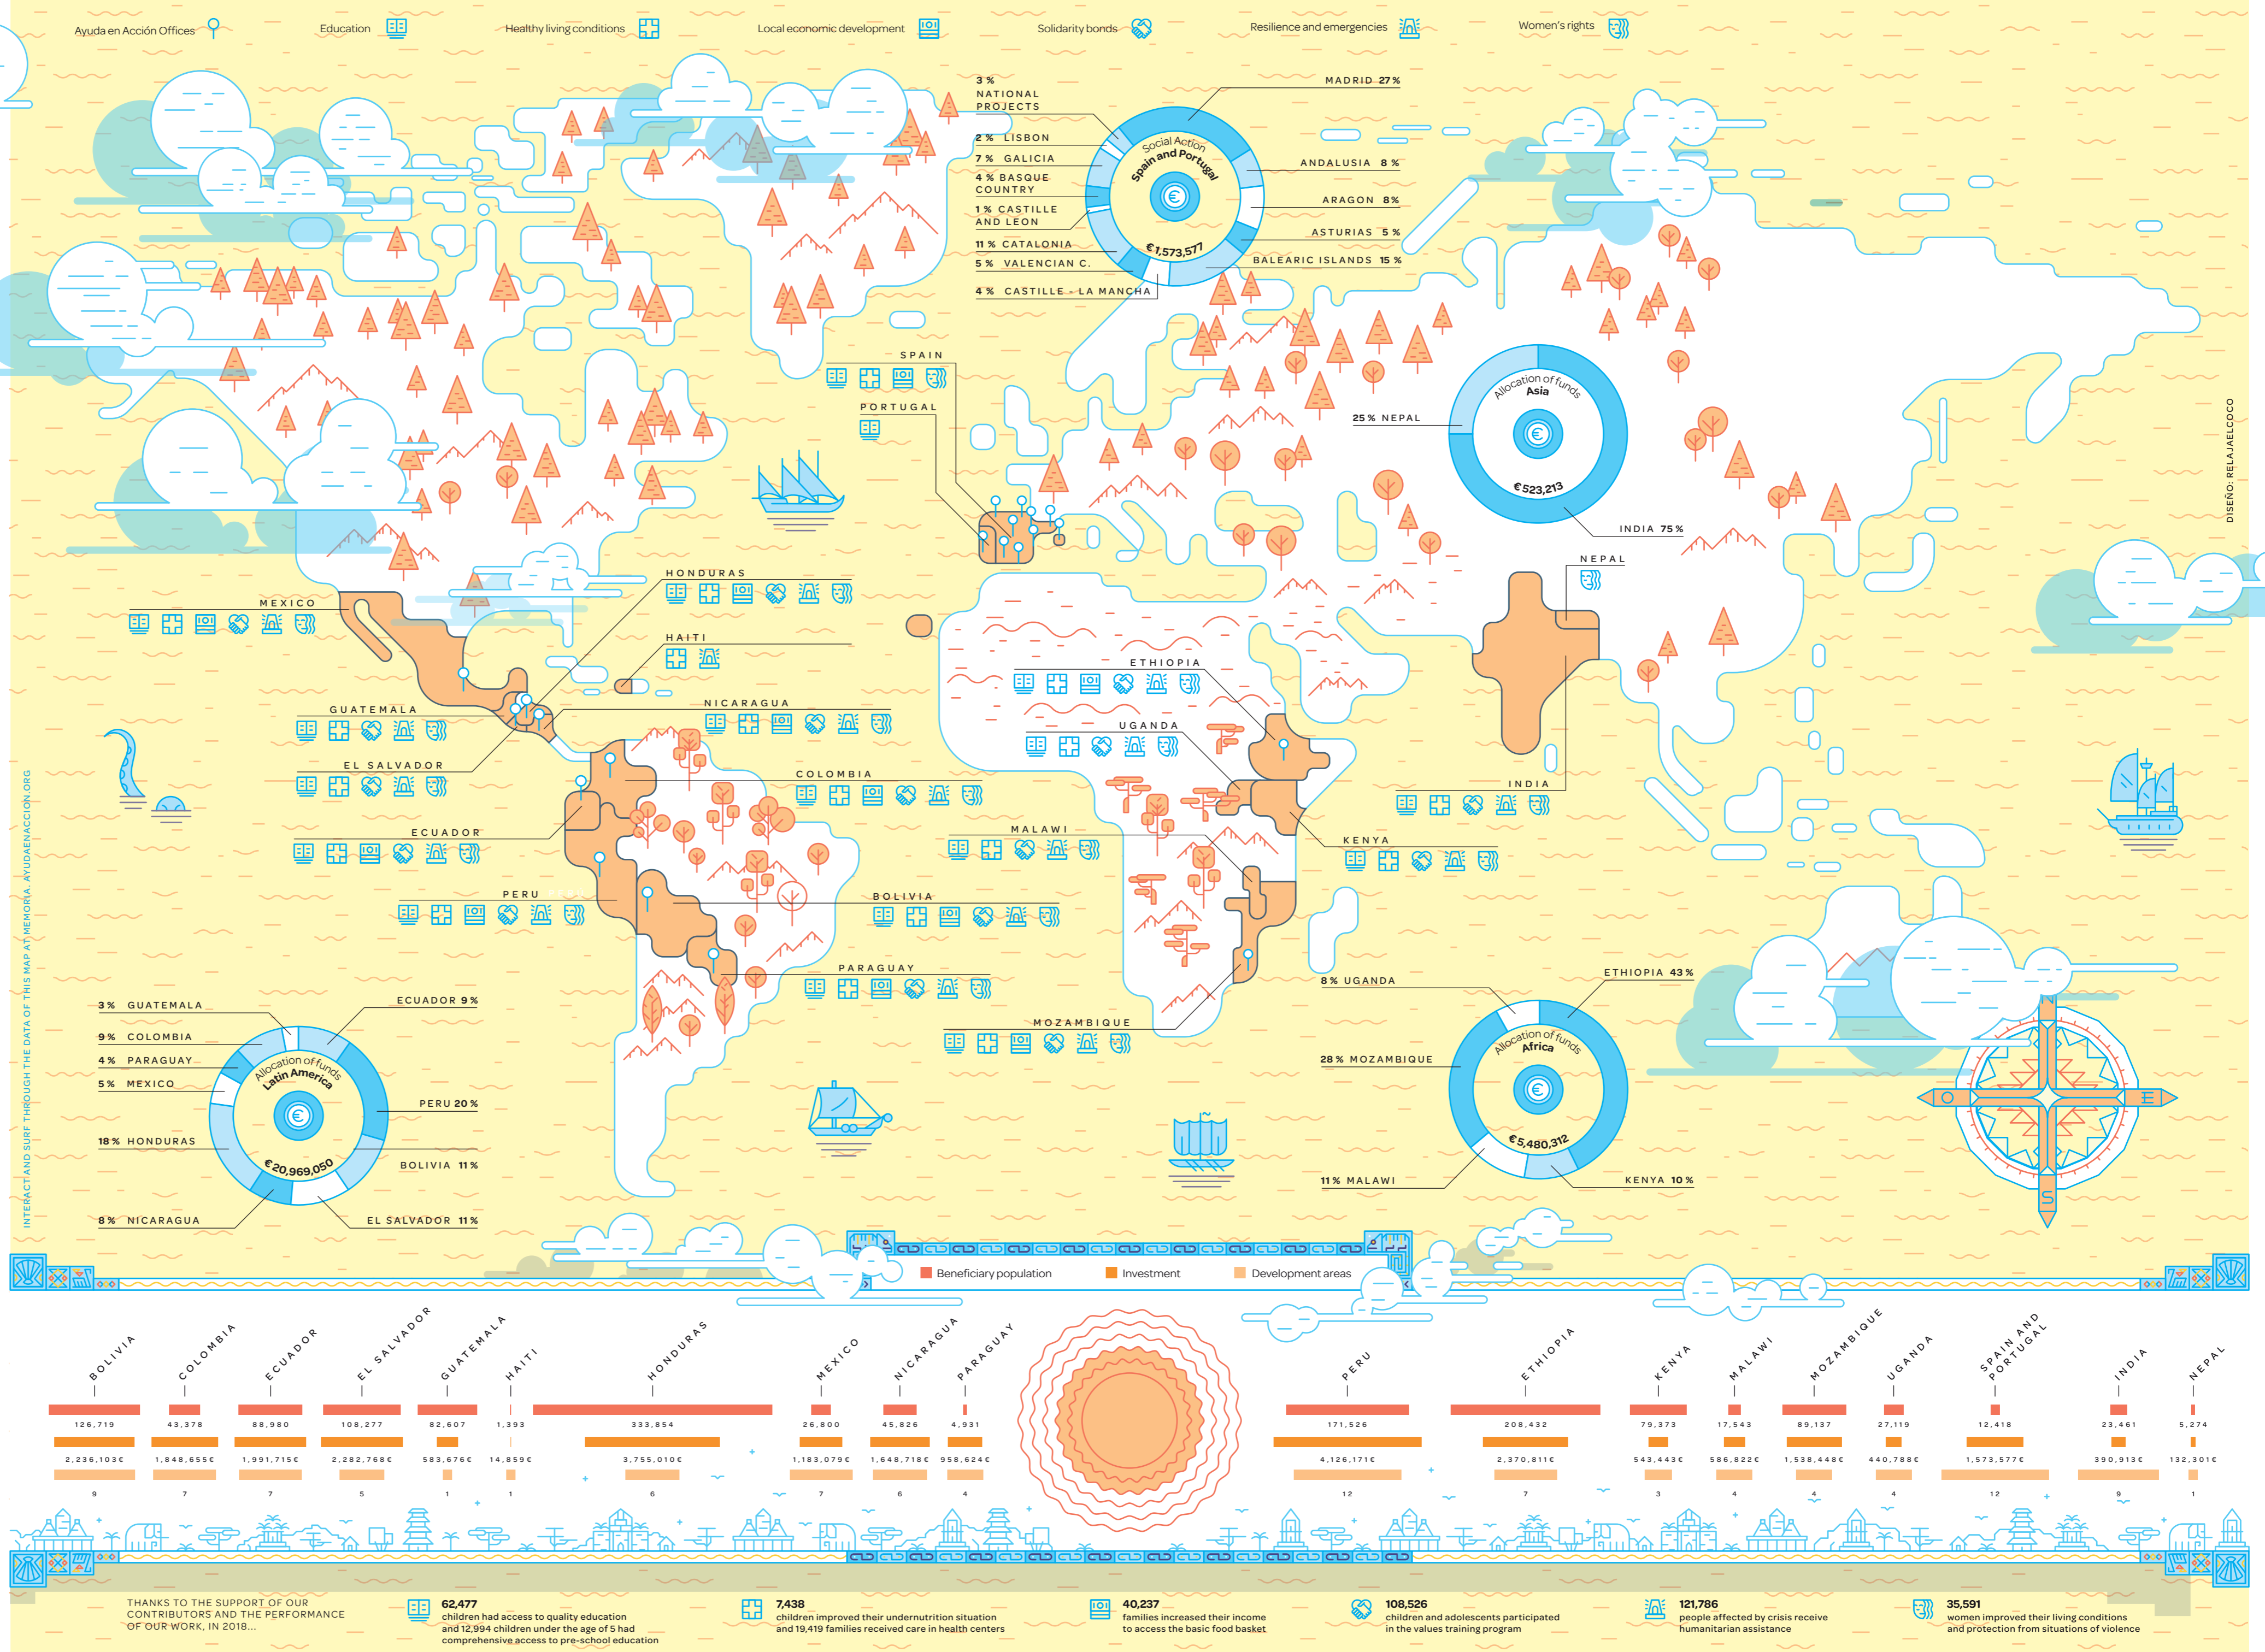 Ayuda en Acción Offices
Education
Healthy living conditions
Local economic development
Solidarity bonds
Resilience and emergencies
Women's rights
3 %
NATIONAL
PROJECTS
2 % LISBON
7 % GALICIA
4 % BASQUE
COUNTRY
1 % CASTILLE
AND LEON
11 % CATALONIA
5 % VALENCIAN C.
4 % CASTILLE - LA MANCHA
MADRID 27 %
ANDALUSIA 8 %
ARAGON 8%
ASTURIAS 5 %
BALEARIC ISLANDS 15 %
Social Action
Spain and Portugal
€
€ 1,573,577
SPAIN
PORTUGAL
Allocation of funds
Asia
€
€ 523,213
25 % NEPAL
INDIA 75 %
DISEÑO: RELAJAELCOCO
NEPAL
HONDURAS
MEXICO
HAITI
ETHIOPIA
NICARAGUA
GUATEMALA
UGANDA
EL SALVADOR
COLOMBIA
INDIA
ECUADOR
MALAWI
KENYA
PERU
BOLIVIA
PARAGUAY
MOZAMBIQUE
INTERACT AND SURF THROUGH THE DATA OF THIS MAP AT MEMORIA. AYUDAENACCION.ORG
3 % GUATEMALA
9 % COLOMBIA
4 % PARAGUAY
5 % MEXICO
18 % HONDURAS
8 % NICARAGUA
ECUADOR 9 %
PERU 20 %
BOLIVIA 11 %
EL SALVADOR 11 %
Allocation of funds
Latin America
€
€ 20,969,050
8 % UGANDA
28 % MOZAMBIQUE
11 % MALAWI
ETHIOPIA 43 %
KENYA 10 %
Allocation of funds
Africa
€
€ 5,480,312
N
O
E
S
Beneficiary population
Investment
Development areas
BOLIVIA
COLOMBIA
ECUADOR
EL SALVADOR
GUATEMALA
HAITI
HONDURAS
MEXICO
NICARAGUA
PARAGUAY
PERU
ETHIOPIA
KENYA
MALAWI
MOZAMBIQUE
UGANDA
SPAIN AND
PORTUGAL
INDIA
NEPAL
126,719 43,378 88,980 108,277 82,607 1,393 333,854 26,800 45,826 4,931 171,526 208,432 79,373 17,543 89,137 27,119 12,418 23,461 5,274
2,236,103€ 1,848,655€ 1,991,715€ 2,282,768€ 583,676€ 14,859€ 3,755,010€ 1,183,079€ 1,648,718€ 958,624€ 4,126,171€ 2,370,811€ 543,443€ 586,822€ 1,538,448€ 440,788€ 1,573,577€ 390,913€ 132,301€
9 7 7 5 1 1 6 7 6 4 12 7 3 4 4 4 12 9 1
THANKS TO THE SUPPORT OF OUR
CONTRIBUTORS AND THE PERFORMANCE
OF OUR WORK, IN 2018...
62,477
children had access to quality education
and 12,994 children under the age of 5 had
comprehensive access to pre-school education
7,438
children improved their undernutrition situation
and 19,419 families received care in health centers
40,237
families increased their income
to access the basic food basket
108,526
children and adolescents participated
in the values training program
121,786
people affected by crisis receive
humanitarian assistance
35,591
women improved their living conditions
and protection from situations of violence